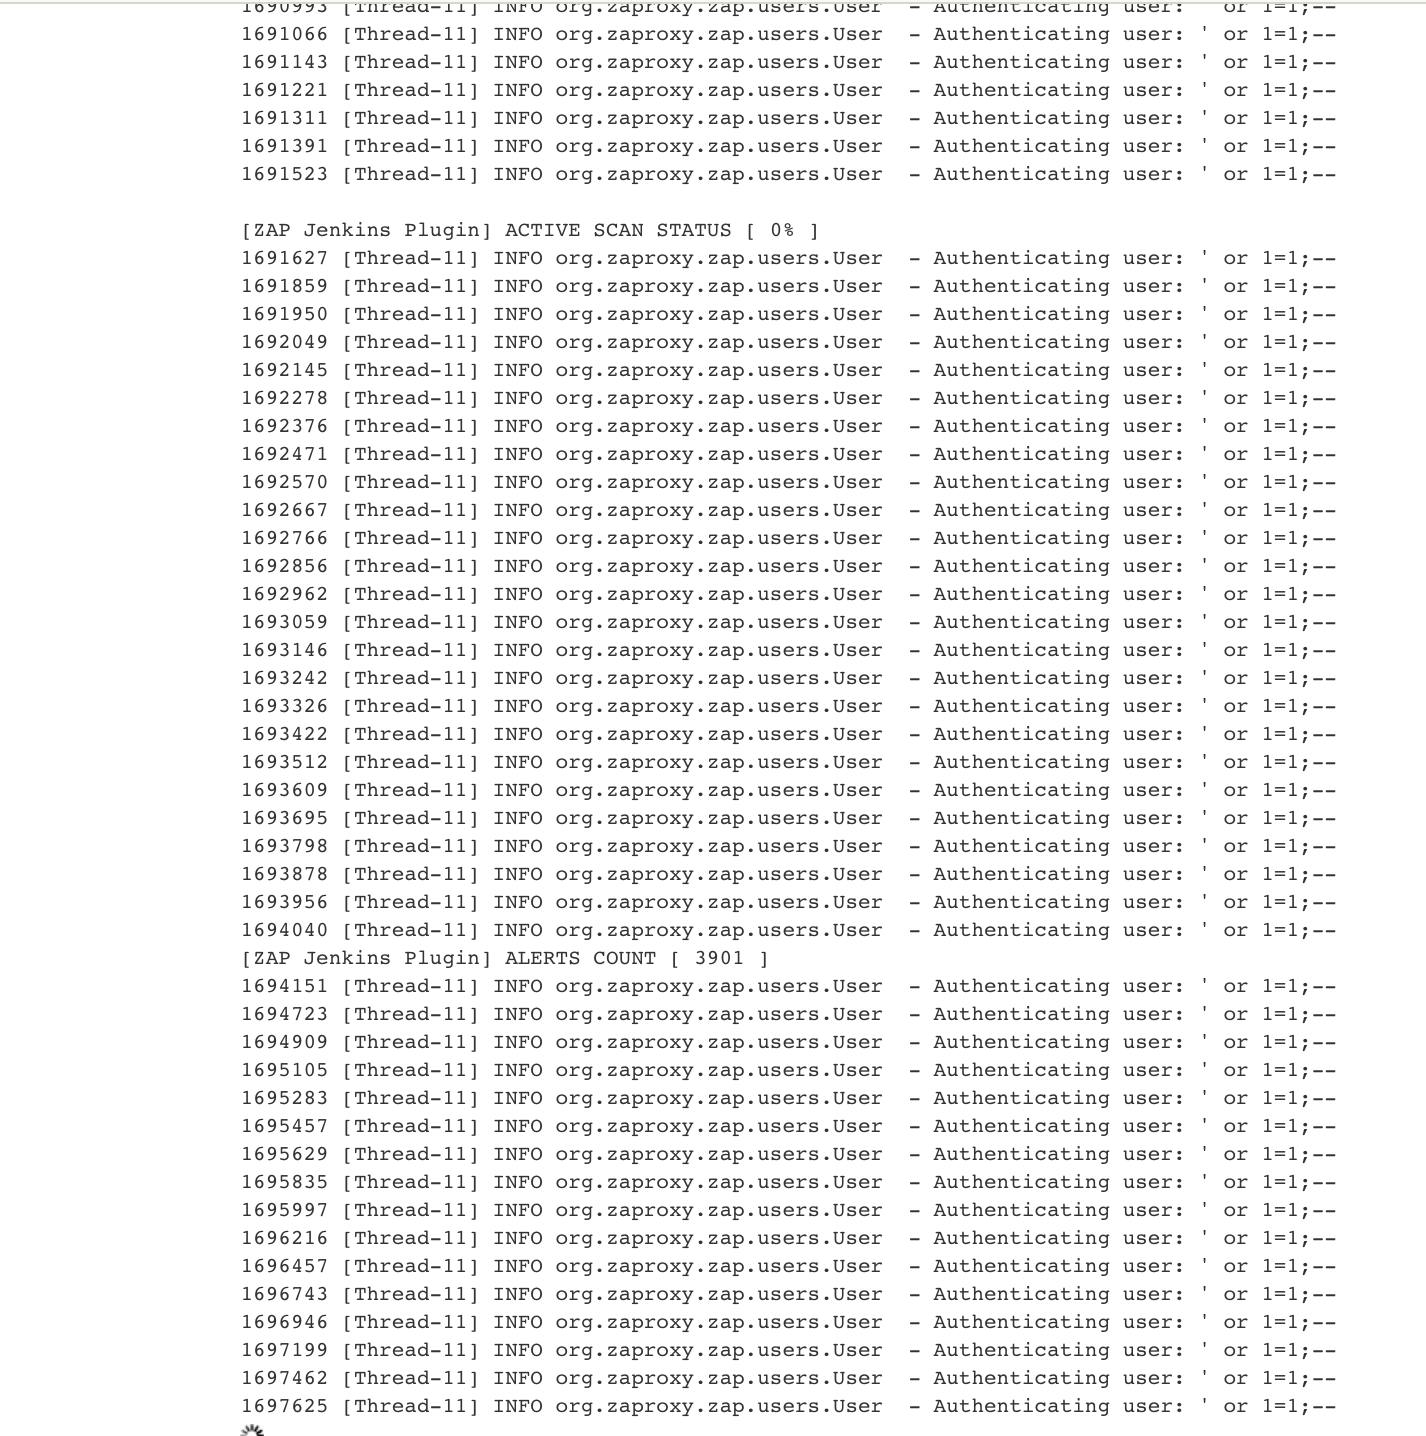 1690993 [Thread-11] INFO org.zaproxy.zap.users.User  - Authenticating user: ' or 1=1;--
1691066 [Thread-11] INFO org.zaproxy.zap.users.User  - Authenticating user: ' or 1=1;--
1691143 [Thread-11] INFO org.zaproxy.zap.users.User  - Authenticating user: ' or 1=1;--
1691221 [Thread-11] INFO org.zaproxy.zap.users.User  - Authenticating user: ' or 1=1;--
1691311 [Thread-11] INFO org.zaproxy.zap.users.User  - Authenticating user: ' or 1=1;--
1691391 [Thread-11] INFO org.zaproxy.zap.users.User  - Authenticating user: ' or 1=1;--
1691523 [Thread-11] INFO org.zaproxy.zap.users.User  - Authenticating user: ' or 1=1;--
[ZAP Jenkins Plugin] ACTIVE SCAN STATUS [ 0% ]
1691627 [Thread-11] INFO org.zaproxy.zap.users.User  - Authenticating user: ' or 1=1;--
1691859 [Thread-11] INFO org.zaproxy.zap.users.User  - Authenticating user: ' or 1=1;--
1691950 [Thread-11] INFO org.zaproxy.zap.users.User  - Authenticating user: ' or 1=1;--
1692049 [Thread-11] INFO org.zaproxy.zap.users.User  - Authenticating user: ' or 1=1;--
1692145 [Thread-11] INFO org.zaproxy.zap.users.User  - Authenticating user: ' or 1=1;--
1692278 [Thread-11] INFO org.zaproxy.zap.users.User  - Authenticating user: ' or 1=1;--
1692376 [Thread-11] INFO org.zaproxy.zap.users.User  - Authenticating user: ' or 1=1;--
1692471 [Thread-11] INFO org.zaproxy.zap.users.User  - Authenticating user: ' or 1=1;--
1692570 [Thread-11] INFO org.zaproxy.zap.users.User  - Authenticating user: ' or 1=1;--
1692667 [Thread-11] INFO org.zaproxy.zap.users.User  - Authenticating user: ' or 1=1;--
1692766 [Thread-11] INFO org.zaproxy.zap.users.User  - Authenticating user: ' or 1=1;--
1692856 [Thread-11] INFO org.zaproxy.zap.users.User  - Authenticating user: ' or 1=1;--
1692962 [Thread-11] INFO org.zaproxy.zap.users.User  - Authenticating user: ' or 1=1;--
1693059 [Thread-11] INFO org.zaproxy.zap.users.User  - Authenticating user: ' or 1=1;--
1693146 [Thread-11] INFO org.zaproxy.zap.users.User  - Authenticating user: ' or 1=1;--
1693242 [Thread-11] INFO org.zaproxy.zap.users.User  - Authenticating user: ' or 1=1;--
1693326 [Thread-11] INFO org.zaproxy.zap.users.User  - Authenticating user: ' or 1=1;--
1693422 [Thread-11] INFO org.zaproxy.zap.users.User  - Authenticating user: ' or 1=1;--
1693512 [Thread-11] INFO org.zaproxy.zap.users.User  - Authenticating user: ' or 1=1;--
1693609 [Thread-11] INFO org.zaproxy.zap.users.User  - Authenticating user: ' or 1=1;--
1693695 [Thread-11] INFO org.zaproxy.zap.users.User  - Authenticating user: ' or 1=1;--
1693798 [Thread-11] INFO org.zaproxy.zap.users.User  - Authenticating user: ' or 1=1;--
1693878 [Thread-11] INFO org.zaproxy.zap.users.User  - Authenticating user: ' or 1=1;--
1693956 [Thread-11] INFO org.zaproxy.zap.users.User  - Authenticating user: ' or 1=1;--
1694040 [Thread-11] INFO org.zaproxy.zap.users.User  - Authenticating user: ' or 1=1;--
[ZAP Jenkins Plugin] ALERTS COUNT [ 3901 ]
1694151 [Thread-11] INFO org.zaproxy.zap.users.User  - Authenticating user: ' or 1=1;--
1694723 [Thread-11] INFO org.zaproxy.zap.users.User  - Authenticating user: ' or 1=1;--
1694909 [Thread-11] INFO org.zaproxy.zap.users.User  - Authenticating user: ' or 1=1;--
1695105 [Thread-11] INFO org.zaproxy.zap.users.User  - Authenticating user: ' or 1=1;--
1695283 [Thread-11] INFO org.zaproxy.zap.users.User  - Authenticating user: ' or 1=1;--
1695457 [Thread-11] INFO org.zaproxy.zap.users.User  - Authenticating user: ' or 1=1;--
1695629 [Thread-11] INFO org.zaproxy.zap.users.User  - Authenticating user: ' or 1=1;--
1695835 [Thread-11] INFO org.zaproxy.zap.users.User  - Authenticating user: ' or 1=1;--
1695997 [Thread-11] INFO org.zaproxy.zap.users.User  - Authenticating user: ' or 1=1;--
1696216 [Thread-11] INFO org.zaproxy.zap.users.User  - Authenticating user: ' or 1=1;--
1696457 [Thread-11] INFO org.zaproxy.zap.users.User  - Authenticating user: ' or 1=1;--
1696743 [Thread-11] INFO org.zaproxy.zap.users.User  - Authenticating user: ' or 1=1;--
1696946 [Thread-11] INFO org.zaproxy.zap.users.User  - Authenticating user: ' or 1=1;--
1697199 [Thread-11] INFO org.zaproxy.zap.users.User  - Authenticating user: ' or 1=1;--
1697462 [Thread-11] INFO org.zaproxy.zap.users.User  - Authenticating user: ' or 1=1;--
1697625 [Thread-11] INFO org.zaproxy.zap.users.User  - Authenticating user: ' or 1=1;--